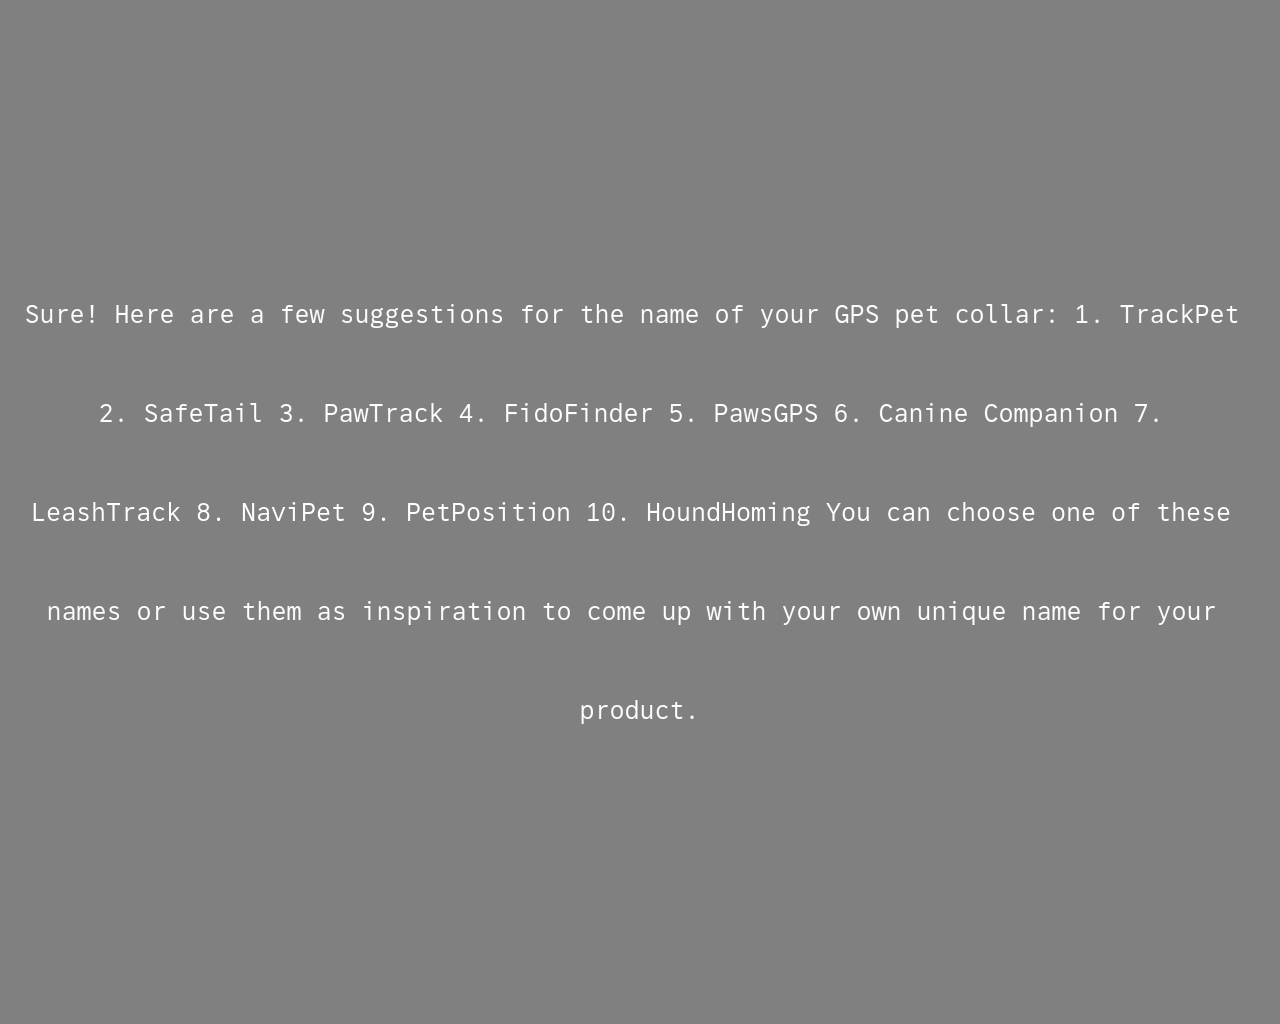 Sure! Here are a few suggestions for the name of your GPS pet collar: 1. TrackPet
2. SafeTail 3. PawTrack 4. FidoFinder 5. PawsGPS 6. Canine Companion 7.
LeashTrack 8. NaviPet 9. PetPosition 10. HoundHoming You can choose one of these
names or use them as inspiration to come up with your own unique name for your
product.